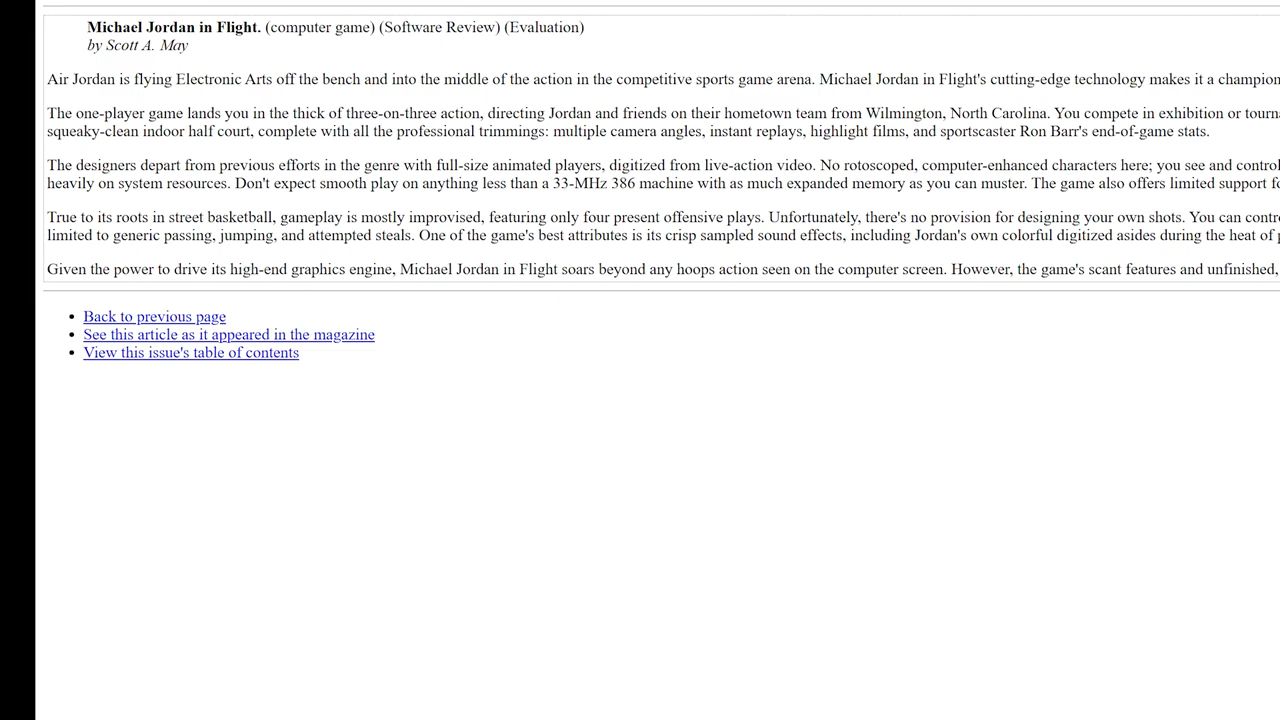 Michael Jordan in Flight. (computer game) (Software Review) (Evaluation)
by Scott A. May
Air Jordan is flying Electronic Arts off the bench and into the middle of the action in the competitive sports game arena. Michael Jordan in Flight's cutting-edge technology makes it a champion
The one-player game lands you in the thick of three-on-three action, directing Jordan and friends on their hometown team from Wilmington, North Carolina. You compete in exhibition or tourn
squeaky-clean indoor half court, complete with all the professional trimmings: multiple camera angles, instant replays, highlight films, and sportscaster Ron Barr's end-of-game stats.
The designers depart from previous efforts in the genre with full-size animated players, digitized from live-action video. No rotoscoped, computer-enhanced characters here; you see and control
heavily on system resources. Don't expect smooth play on anything less than a 33-MHz 386 machine with as much expanded memory as you can muster. The game also offers limited support fo
True to its roots in street basketball, gameplay is mostly improvised, featuring only four present offensive plays. Unfortunately, there's no provision for designing your own shots. You can contro
limited to generic passing, jumping, and attempted steals. One of the game's best attributes is its crisp sampled sound effects, including Jordan's own colorful digitized asides during the heat of p
Given the power to drive its high-end graphics engine, Michael Jordan in Flight soars beyond any hoops action seen on the computer screen. However, the game's scant features and unfinished,
Back to previous page
See this article as it appeared in the magazine
View this issue's table of contents